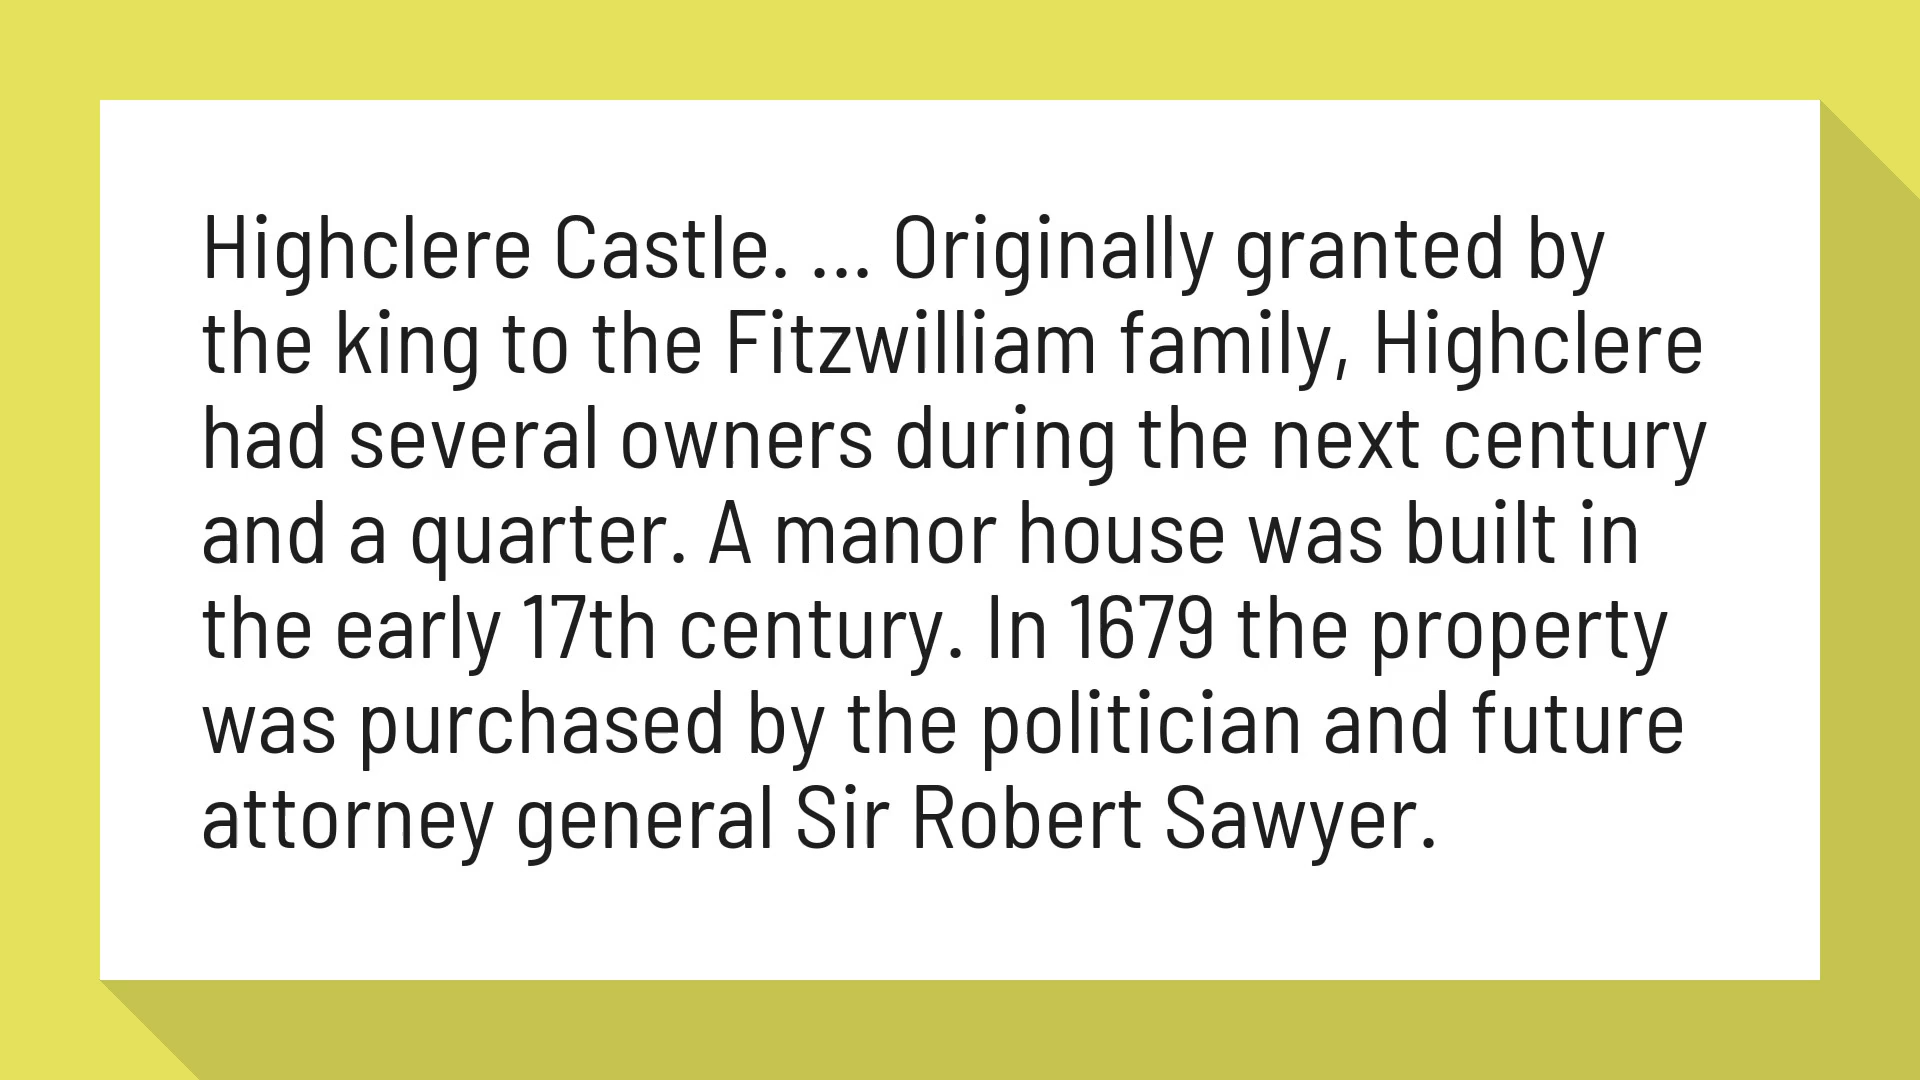 Highclere Castle. ... Originally granted by
the king to the Fitzwilliam family, Highclere
had several owners during the next century
and a quarter. A manor house was built in
the early 17th century. In 1679 the property
was purchased by the politician and future
attorney general Sir Robert Sawyer.